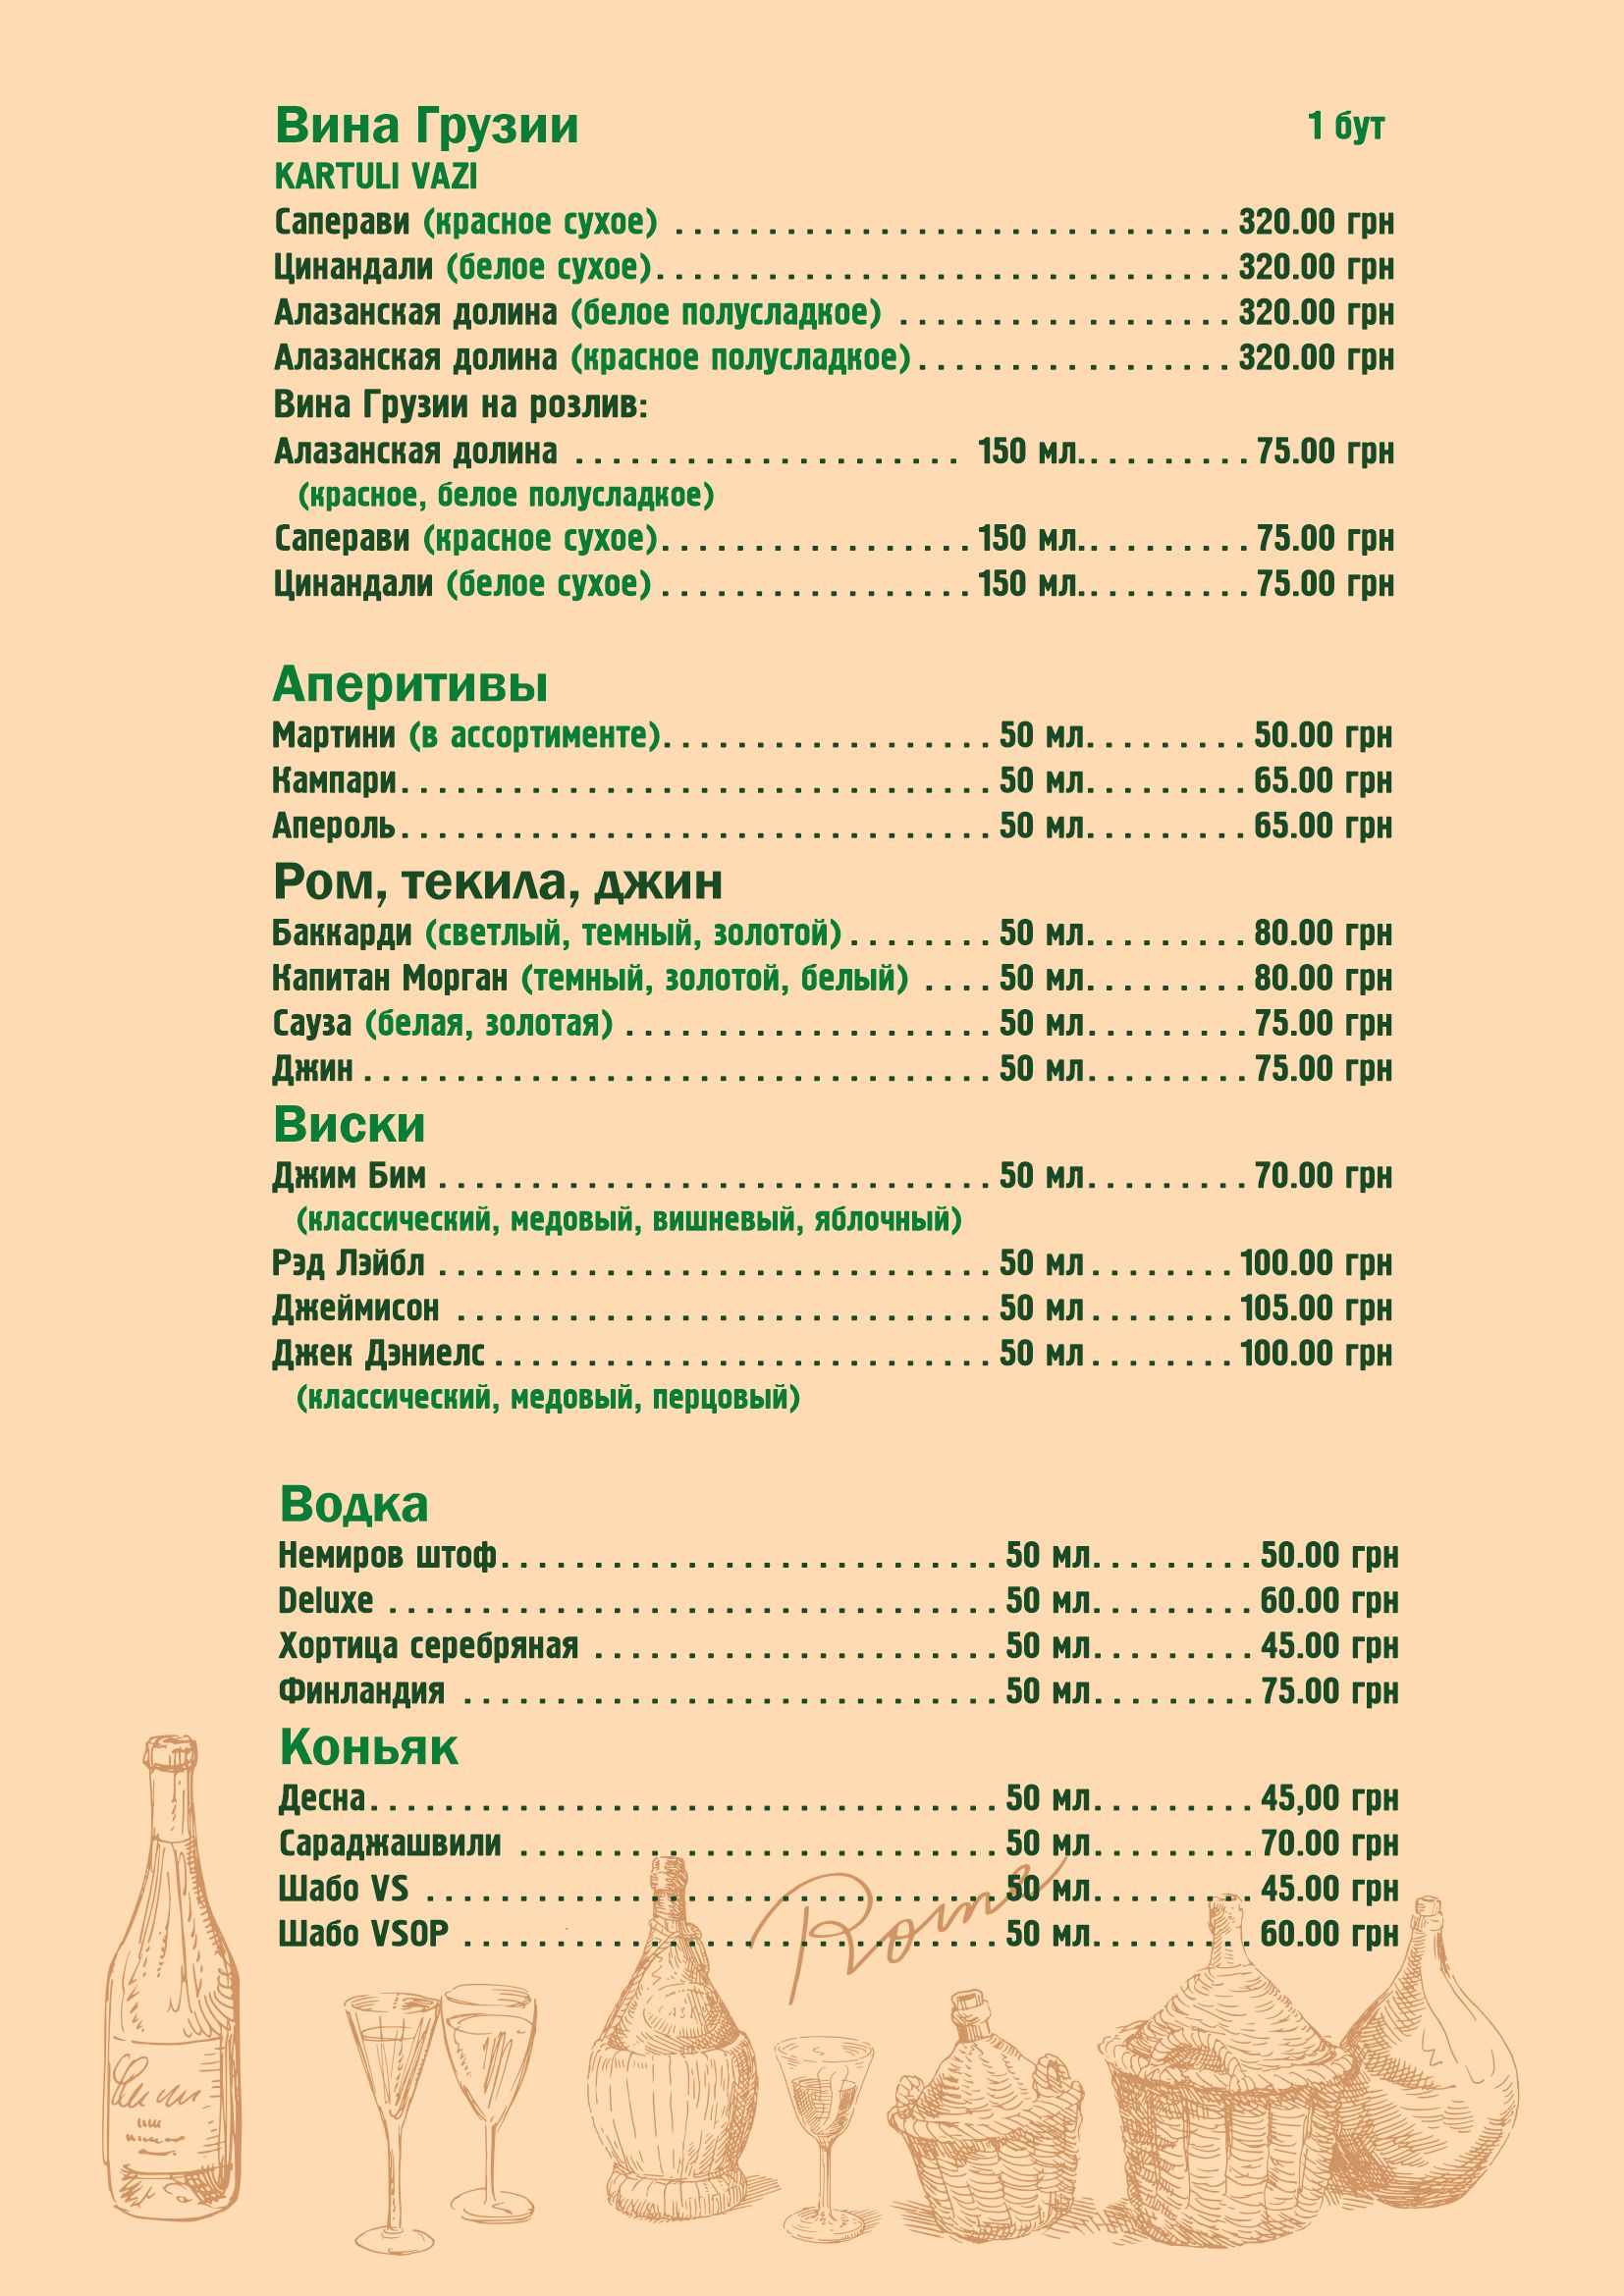 Вина Грузии 1 бут
KARTULI VAZI
Саперави (красное сухое) 320.00 грн
Цинандали (белое сухое) 320.00 грн
Алазанская долина (белое полусладкое) 320.00 грн
Алазанская долина (красное полусладкое) 320.00 грн
Вина Грузии на розлив:
Алазанская долина 150 мл. 75.00 грн
(красное, белое полусладкое)
Саперави (красное сухое) 150 мл. 75.00 грн
Цинандали (белое сухое) 150 мл. 75.00 грн
Аперитивы
Мартини (в ассортименте) 50 мл 50.00 грн
Кампари 50 мл 65.00 грн
Апероль 50 мл 65.00 грн
Ром, текила, джин
Баккарди (светлый, темный, золотой) 50 мл 80.00 грн
Капитан Морган (темный, золотой, белый) 50 мл 80.00 грн
Сауза (белая, золотая) 50 мл 75.00 грн
Джин 50 мл 75.00 грн
Виски
Джим Бим 50 мл 70.00 грн
(классический, медовый, вишневый, яблочный)
Рэд Лэйбл 50 мл 100.00 грн
Джеймисон 50 мл 105.00 грн
Джек Дэниелс 50 мл 100.00 грн
(классический, медовый, перцовый)
Водка
Немиров штоф 50 мл 50.00 грн
Deluxe 50 мл 60.00 грн
Хортица серебряная 50 мл 45.00 грн
Финландия 50 мл 75.00 грн
Коньяк
Десна 50 мл 45,00 грн
Сараджашвили 50 мл 70.00 грн
Шабо VS 50 мл 45.00 грн
Шабо VSOP 50 мл 60.00 грн
Rome